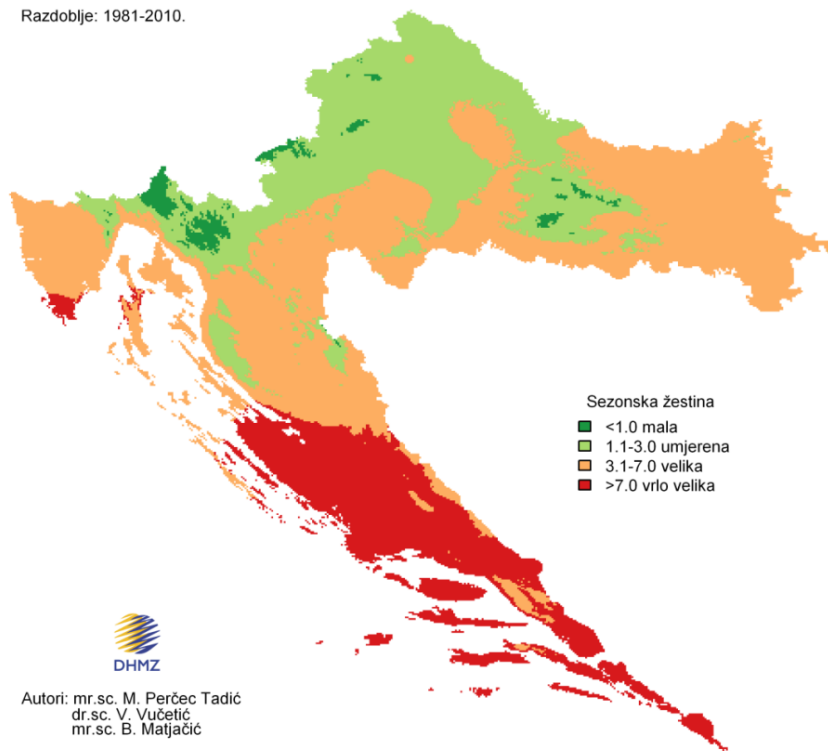 Razdoblje: 1981-2010.
Sezonska žestina
<1.0 mala
1.1-3.0 umjerena
3.1-7.0 velika
>7.0 vrlo velika
DHMZ
Autori: mr.sc. M. Perčec Tadić
dr.sc. V. Vučetić
mr.sc. B. Matjačić